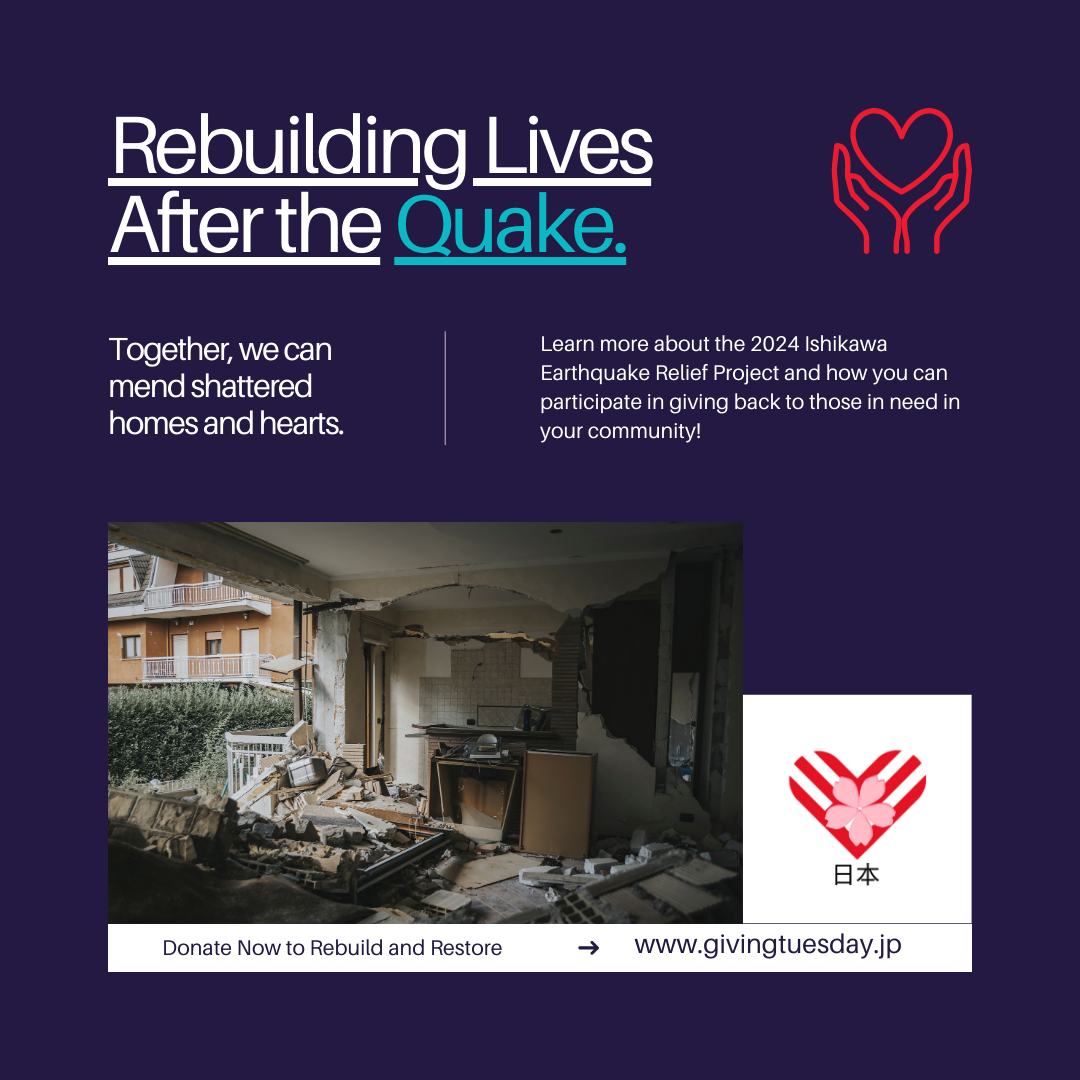 Rebuilding Lives
After the Quake.
Together, we can
mend shattered
homes and hearts.
Learn more about the 2024 Ishikawa
Earthquake Relief Project and how you can
participate in giving back to those in need in
your community!
日本
Donate Now to Rebuild and Restore → www.givingtuesday.jp